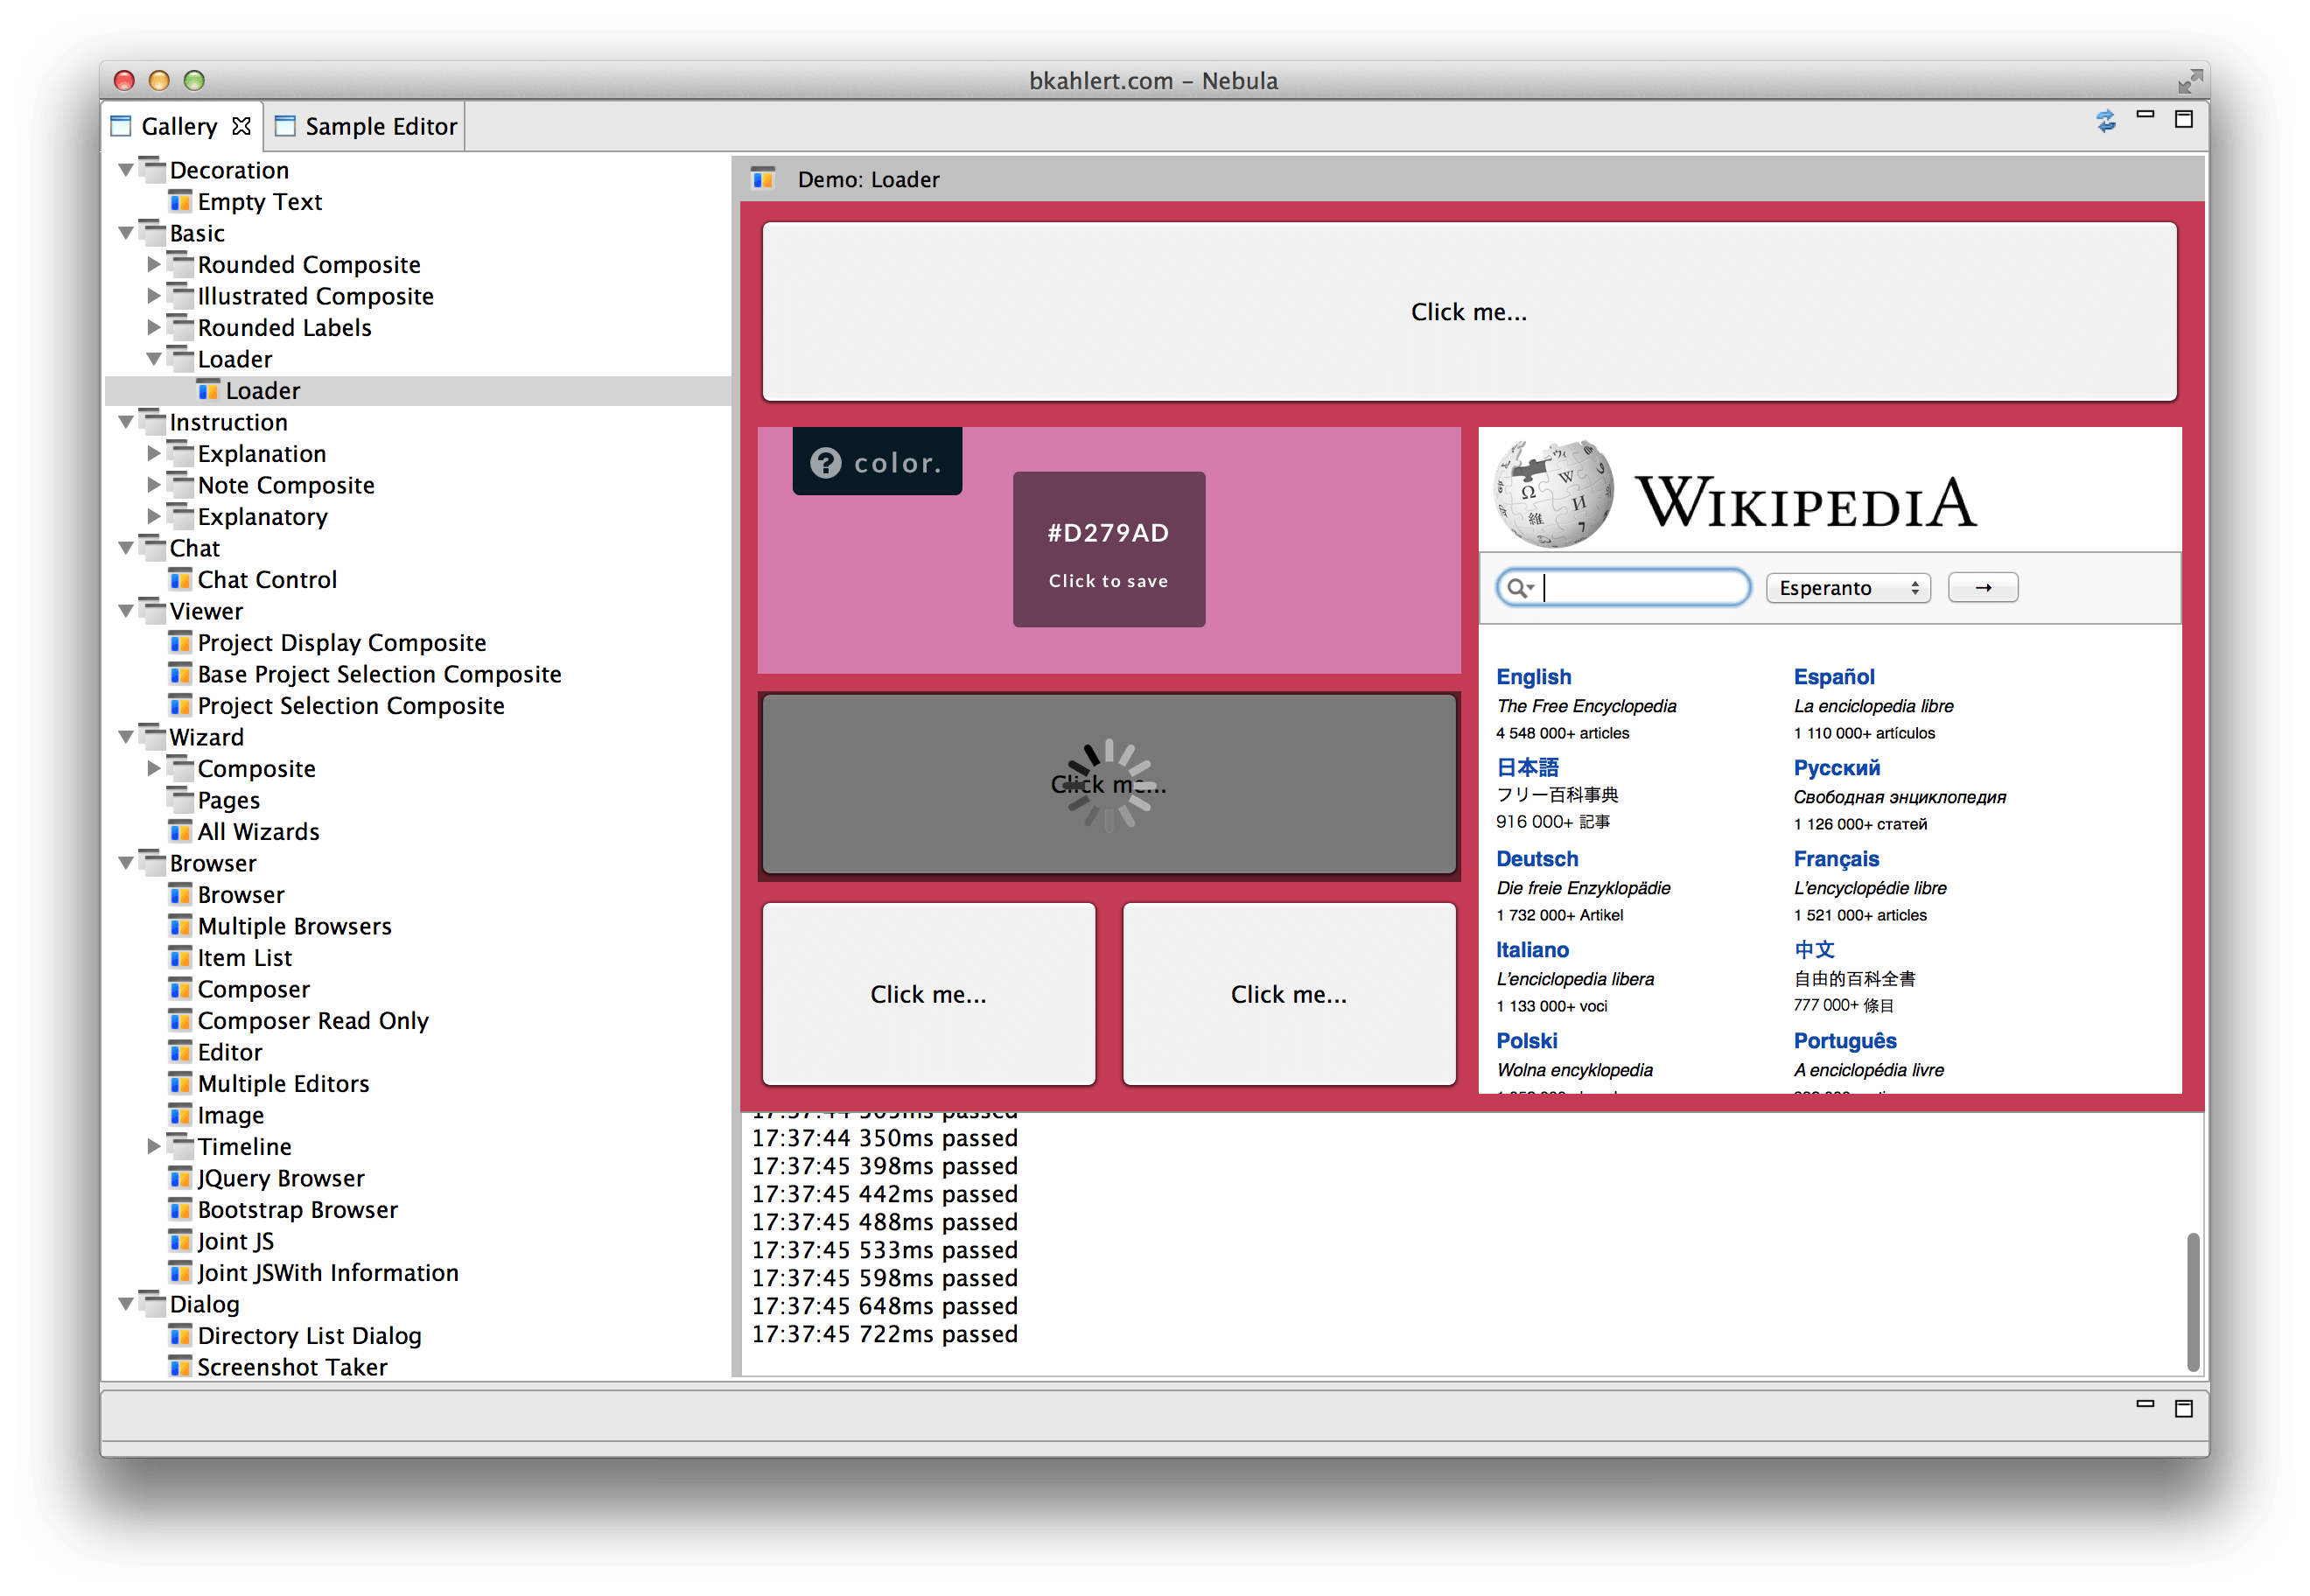 bkahlert.com – Nebula
Gallery
Sample Editor
Decoration
Empty Text
Basic
Rounded Composite
Illustrated Composite
Rounded Labels
Loader
Loader
Instruction
Explanation
Note Composite
Explanatory
Chat
Chat Control
Viewer
Project Display Composite
Base Project Selection Composite
Project Selection Composite
Wizard
Composite
Pages
All Wizards
Browser
Browser
Multiple Browsers
Item List
Composer
Composer Read Only
Editor
Multiple Editors
Image
Timeline
JQuery Browser
Bootstrap Browser
Joint JS
Joint JSWith Information
Dialog
Directory List Dialog
Screenshot Taker
Demo: Loader
Click me...
? color.
#D279AD
Click to save
Click me...
Click me...
Click me...
WIKIPEDIA
Esperanto
→
English
The Free Encyclopedia
4 548 000+ articles
Español
La enciclopedia libre
1 110 000+ artículos
日本語
フリー百科事典
916 000+ 記事
Русский
Свободная энциклопедия
1 126 000+ статей
Deutsch
Die freie Enzyklopädie
1 732 000+ Artikel
Français
L'encyclopédie libre
1 521 000+ articles
Italiano
L'enciclopedia libera
1 133 000+ voci
中文
自由的百科全書
777 000+ 條目
Polski
Wolna encyklopedia
Português
A enciclopédia livre
17:37:44 350ms passed
17:37:45 398ms passed
17:37:45 442ms passed
17:37:45 488ms passed
17:37:45 533ms passed
17:37:45 598ms passed
17:37:45 648ms passed
17:37:45 722ms passed